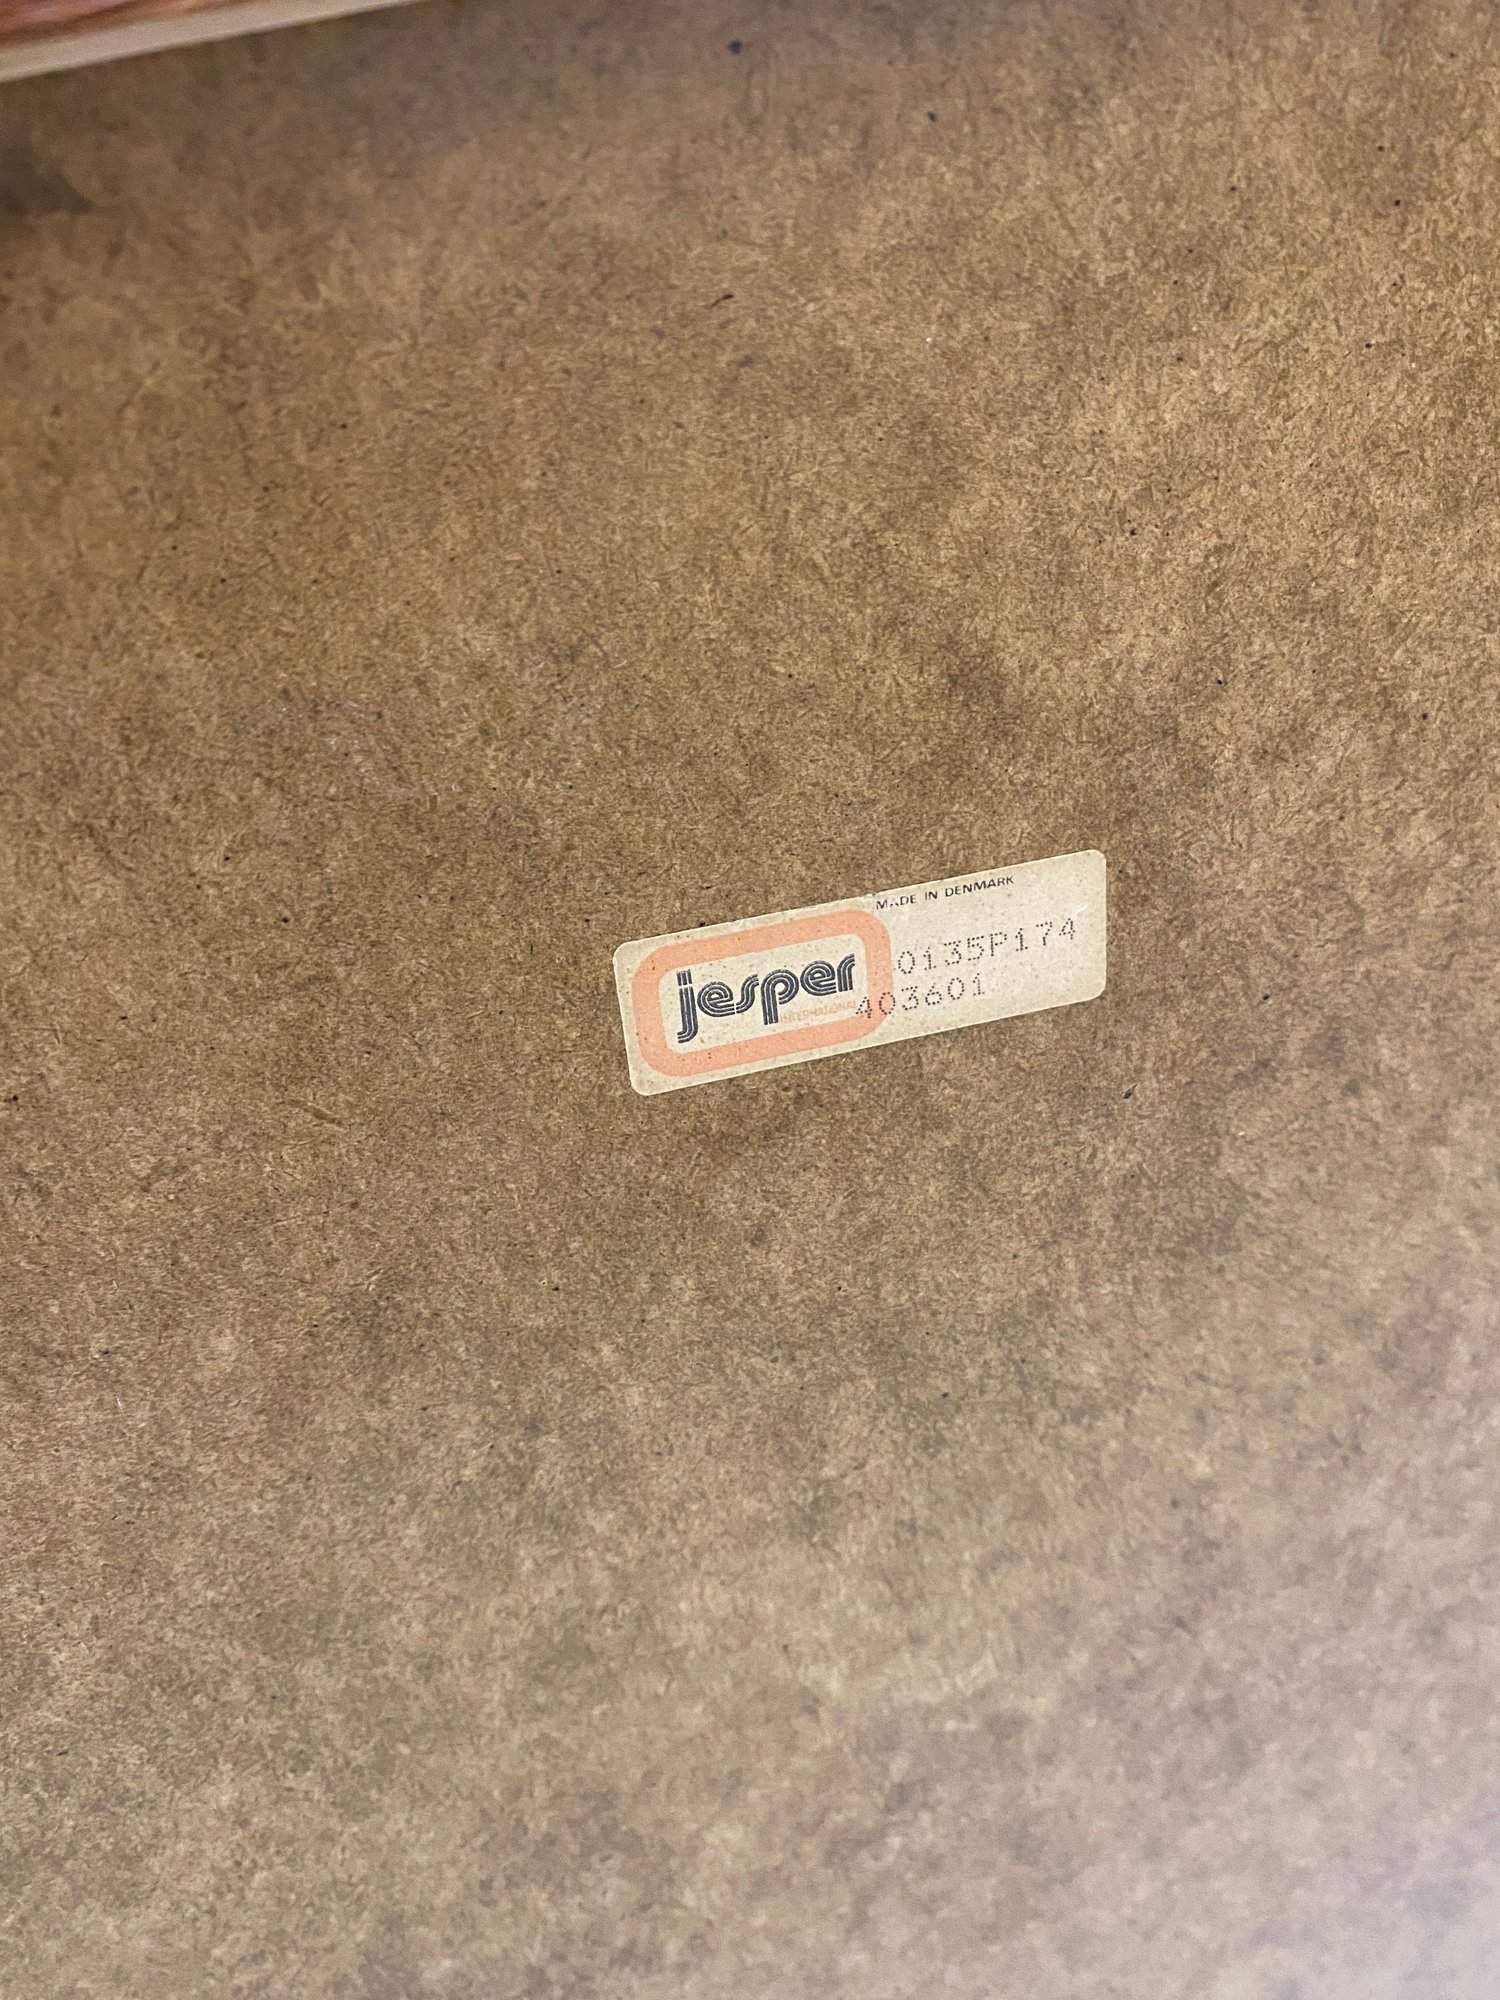 MADE IN DENMARK
jesper
INTERNATIONAL
0135P174
403601